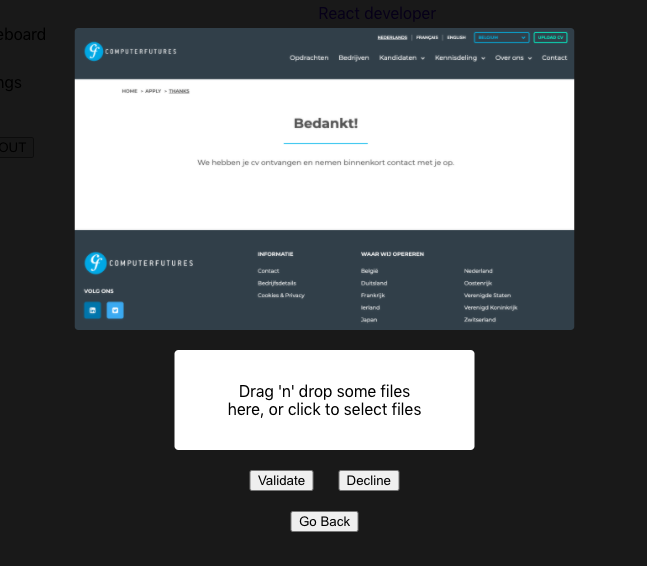 React developer
eboard
ngs
OUT
NEDERLANDS | FRANÇAIS | ENGLISH BELGIUM UPLOAD CV
COMPUTERFUTURES
Opdrachten Bedrijven Kandidaten Kennisdeling Over ons Contact
HOME > APPLY > THANKS
Bedankt!
We hebben je cv ontvangen en nemen binnenkort contact met je op.
COMPUTERFUTURES
VOLG ONS
INFORMATIE
Contact
Bedrijfsdetails
Cookies & Privacy
WAAR WIJ OPEREREN
België
Duitsland
Frankrijk
Ierland
Japan
Nederland
Oostenrijk
Verenigde Staten
Verenigd Koninkrijk
Zwitserland
Drag 'n' drop some files
here, or click to select files
Validate Decline
Go Back